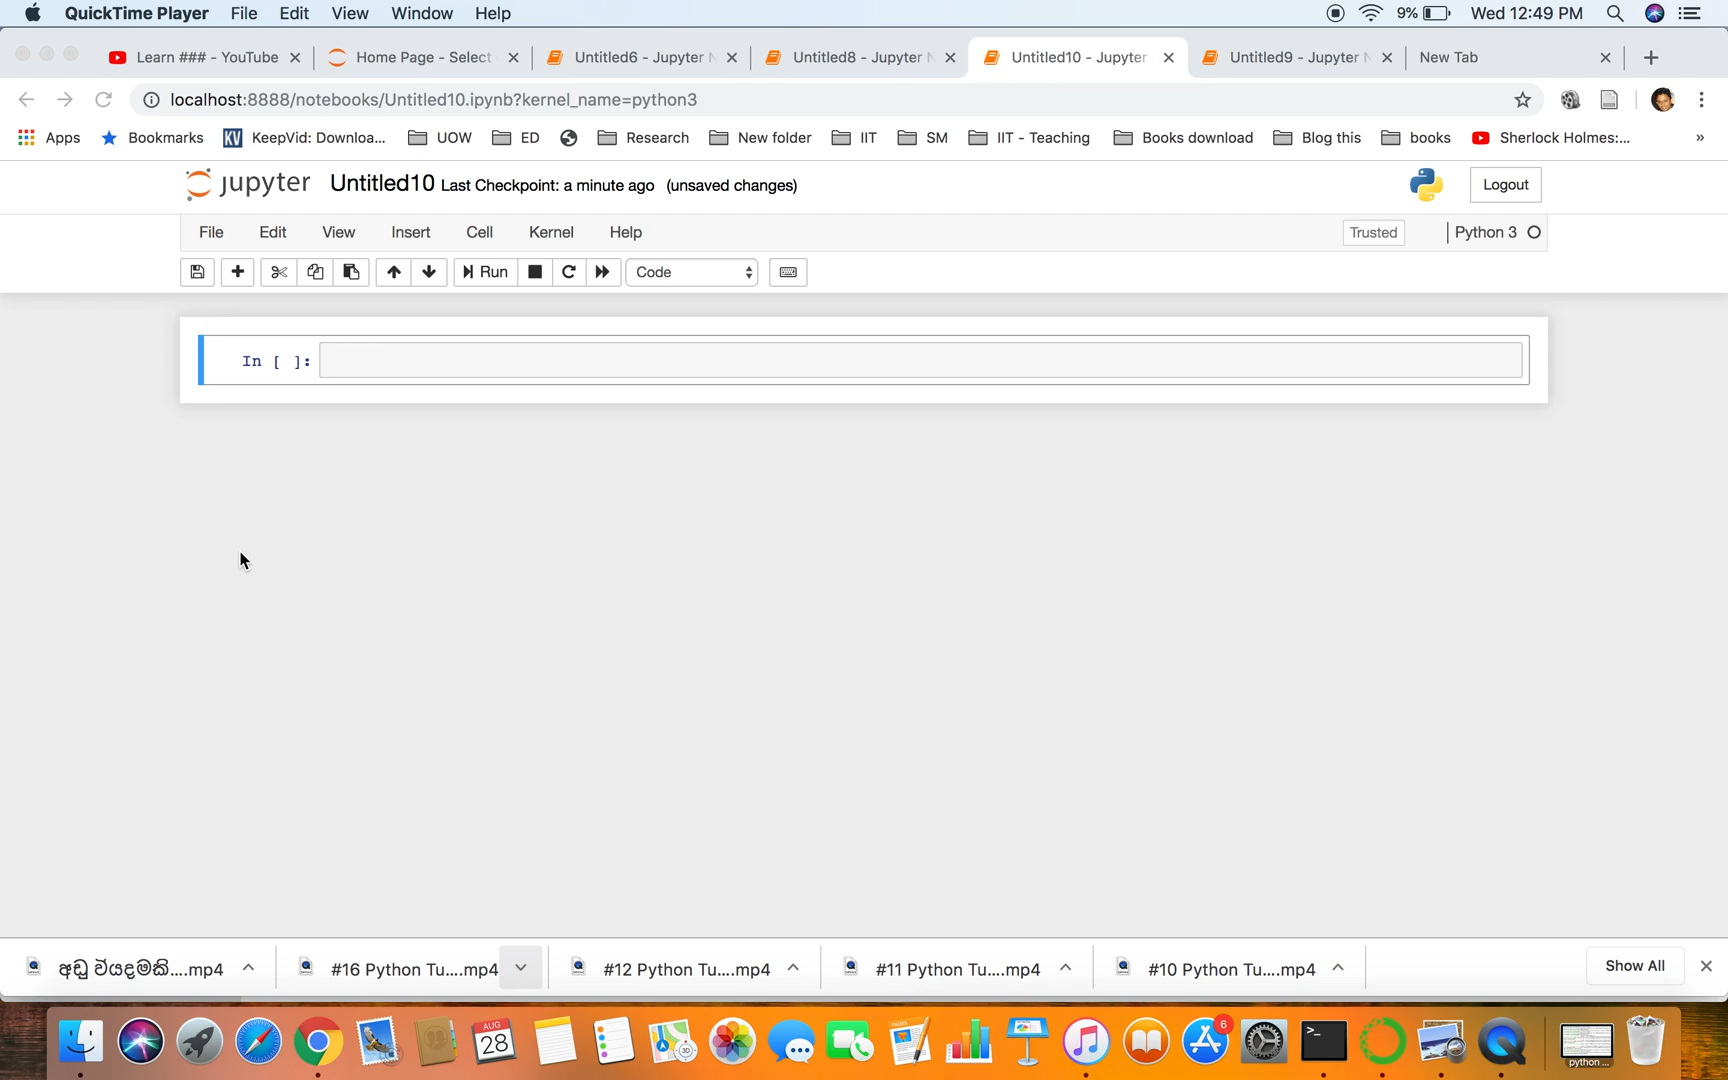 QuickTime Player File Edit View Window Help 9% Wed 12:49 PM
Learn ### - YouTube Home Page - Select Untitled6 - Jupyter N Untitled8 - Jupyter N Untitled10 - Jupyter Untitled9 - Jupyter N New Tab
localhost:8888/notebooks/Untitled10.ipynb?kernel_name=python3
Apps Bookmarks KV KeepVid: Downloa... UOW ED Research New folder IIT SM IIT - Teaching Books download Blog this books Sherlock Holmes:... »
jupyter Untitled10 Last Checkpoint: a minute ago (unsaved changes) Logout
File Edit View Insert Cell Kernel Help Trusted Python 3
Run Code
In [ ]:
අඩු වියදමකි....mp4 #16 Python Tu....mp4 #12 Python Tu....mp4 #11 Python Tu....mp4 #10 Python Tu....mp4 Show All
AUG
28
PAGES
3D
6
>_
python ...